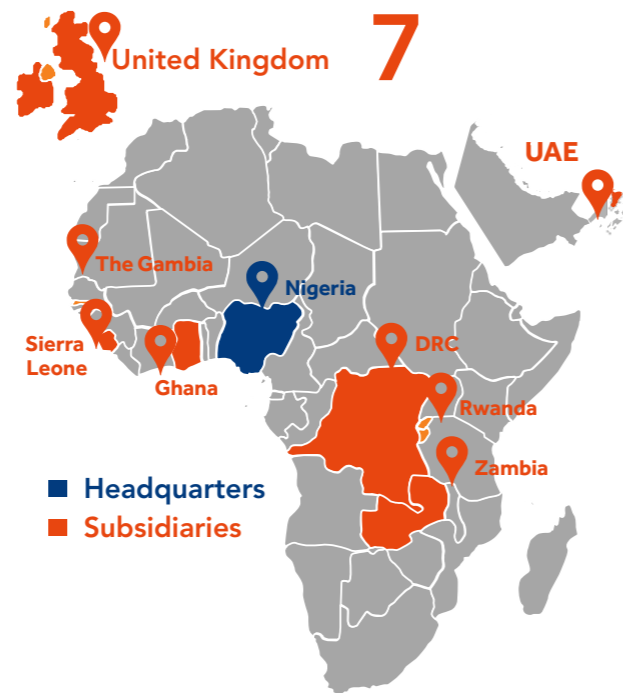 7
United Kingdom
UAE
The Gambia
Nigeria
Sierra
Leone
Ghana
DRC
Rwanda
Zambia
Headquarters
Subsidiaries